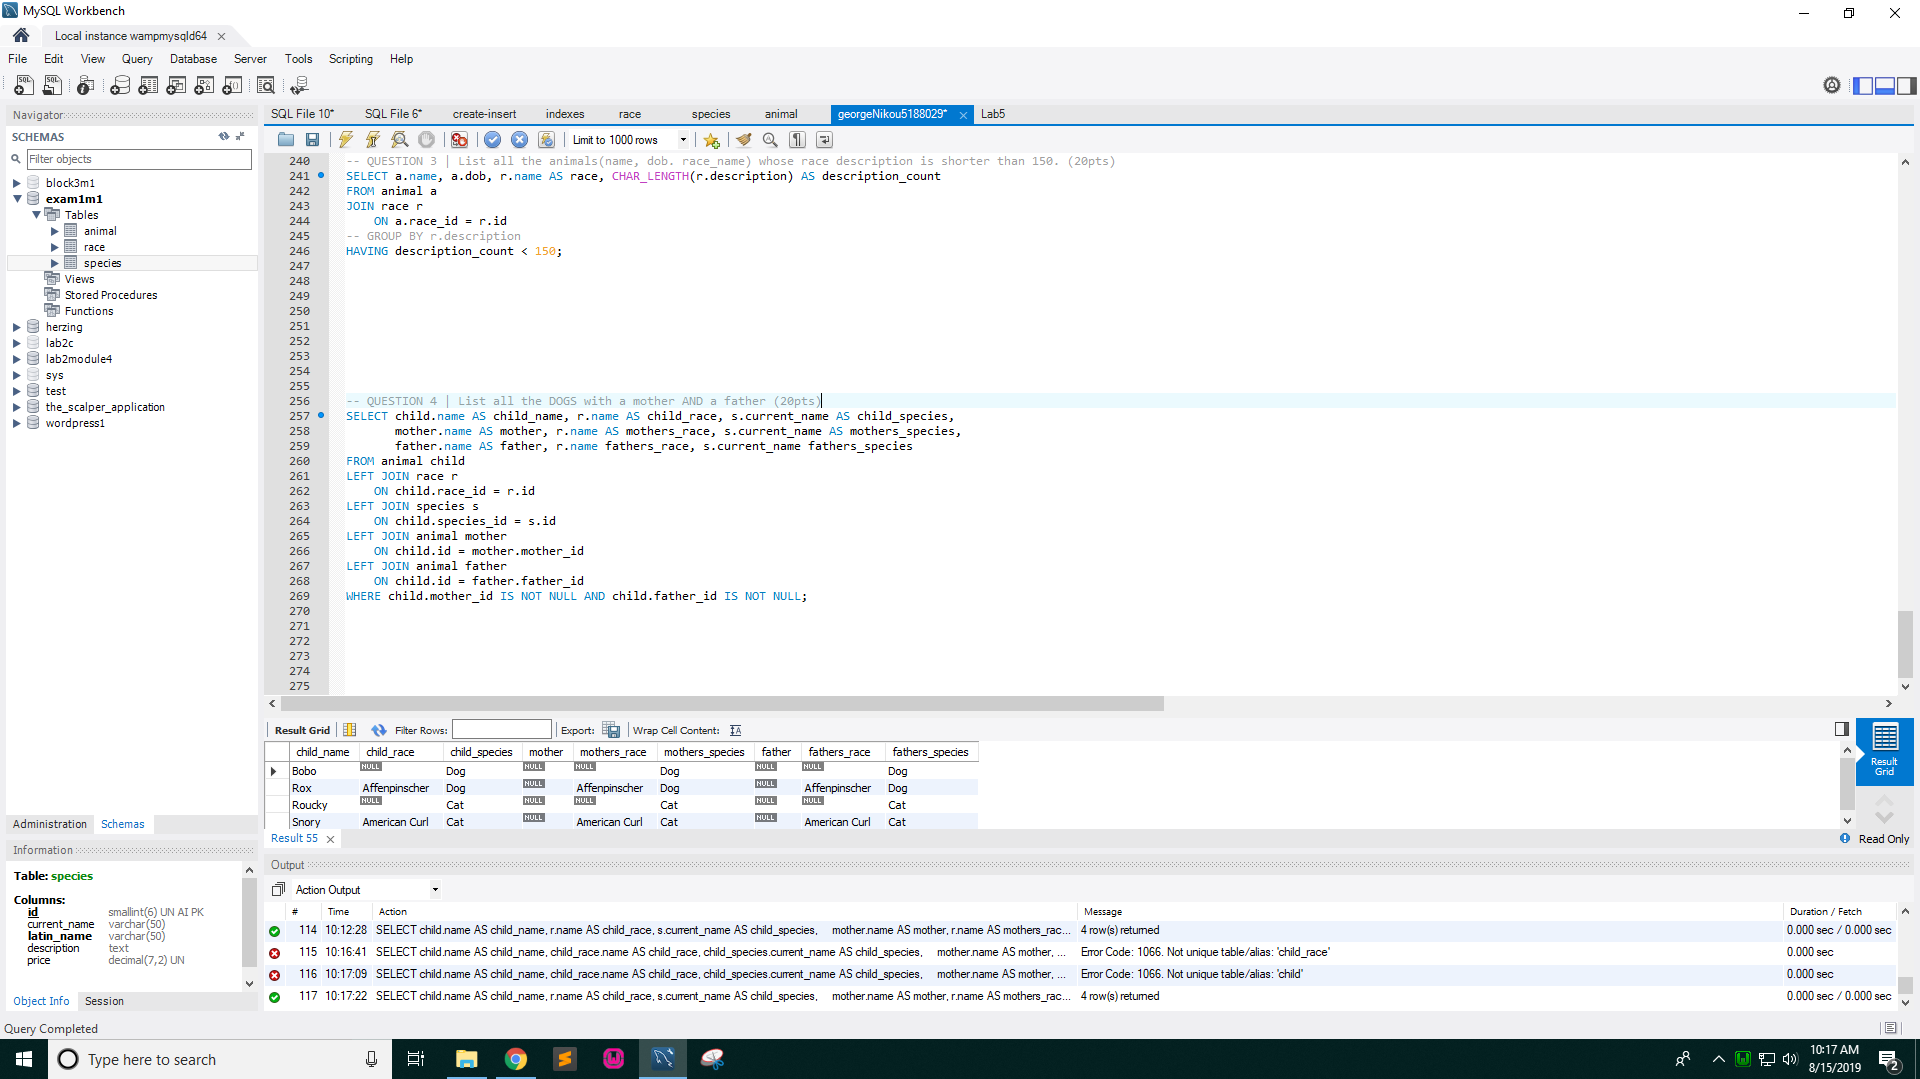 MySQL Workbench
Local instance wampmysqld64
File Edit View Query Database Server Tools Scripting Help
Navigator
SCHEMAS
Filter objects
block3m1
exam1m1
Tables
animal
race
species
Views
Stored Procedures
Functions
herzing
lab2c
lab2module4
sys
test
the_scalper_application
wordpress1
Administration Schemas
Information
Table: species
Columns:
id smallint(6) UN AI PK
current_name varchar(50)
latin_name varchar(50)
description text
price decimal(7,2) UN
Object Info Session
SQL File 10* SQL File 6* create-insert indexes race species animal georgeNikou5188029* Lab5
Limit to 1000 rows
240 -- QUESTION 3 | List all the animals(name, dob. race_name) whose race description is shorter than 150. (20pts)
241 SELECT a.name, a.dob, r.name AS race, CHAR_LENGTH(r.description) AS description_count
242 FROM animal a
243 JOIN race r
244 ON a.race_id = r.id
245 -- GROUP BY r.description
246 HAVING description_count < 150;
247
248
249
250
251
252
253
254
255
256 -- QUESTION 4 | List all the DOGS with a mother AND a father (20pts)
257 SELECT child.name AS child_name, r.name AS child_race, s.current_name AS child_species,
258 mother.name AS mother, r.name AS mothers_race, s.current_name AS mothers_species,
259 father.name AS father, r.name fathers_race, s.current_name fathers_species
260 FROM animal child
261 LEFT JOIN race r
262 ON child.race_id = r.id
263 LEFT JOIN species s
264 ON child.species_id = s.id
265 LEFT JOIN animal mother
266 ON child.id = mother.mother_id
267 LEFT JOIN animal father
268 ON child.id = father.father_id
269 WHERE child.mother_id IS NOT NULL AND child.father_id IS NOT NULL;
270
271
272
273
274
275
Result Grid Filter Rows: Export: Wrap Cell Content:
child_name child_race child_species mother mothers_race mothers_species father fathers_race fathers_species
Bobo NULL Dog NULL NULL Dog NULL NULL Dog
Rox Affenpinscher Dog NULL Affenpinscher Dog NULL Affenpinscher Dog
Roucky NULL Cat NULL NULL Cat NULL NULL Cat
Snory American Curl Cat NULL American Curl Cat NULL American Curl Cat
Result Grid
Result 55
Read Only
Output
Action Output
# Time Action Message Duration / Fetch
114 10:12:28 SELECT child.name AS child_name, r.name AS child_race, s.current_name AS child_species, mother.name AS mother, r.name AS mothers_rac... 4 row(s) returned 0.000 sec / 0.000 sec
115 10:16:41 SELECT child.name AS child_name, child_race.name AS child_race, child_species.current_name AS child_species, mother.name AS mother, ... Error Code: 1066. Not unique table/alias: 'child_race' 0.000 sec
116 10:17:09 SELECT child.name AS child_name, child.race.name AS child_race, child_species.current_name AS child_species, mother.name AS mother, ... Error Code: 1066. Not unique table/alias: 'child' 0.000 sec
117 10:17:22 SELECT child.name AS child_name, r.name AS child_race, s.current_name AS child_species, mother.name AS mother, r.name AS mothers_rac... 4 row(s) returned 0.000 sec / 0.000 sec
Query Completed
Type here to search
10:17 AM
8/15/2019
2